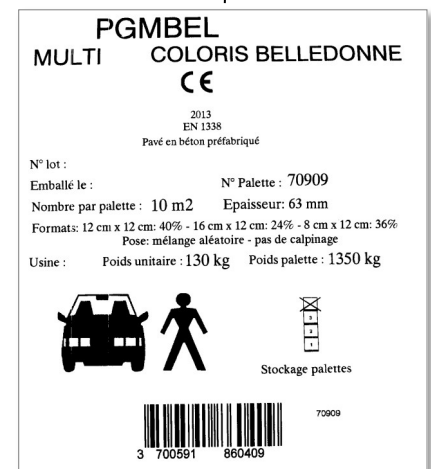 PGMBEL
MULTI COLORIS BELLEDONNE
CE
2013
EN 1338
Pavé en béton préfabriqué
N° lot :
Emballé le : N° Palette : 70909
Nombre par palette : 10 m2 Epaisseur: 63 mm
Formats: 12 cm x 12 cm: 40% - 16 cm x 12 cm: 24% - 8 cm x 12 cm: 36%
Pose: mélange aléatoire - pas de calpinage
Usine : Poids unitaire : 130 kg Poids palette : 1350 kg
3
2
1
Stockage palettes
70909
3 700591 860409